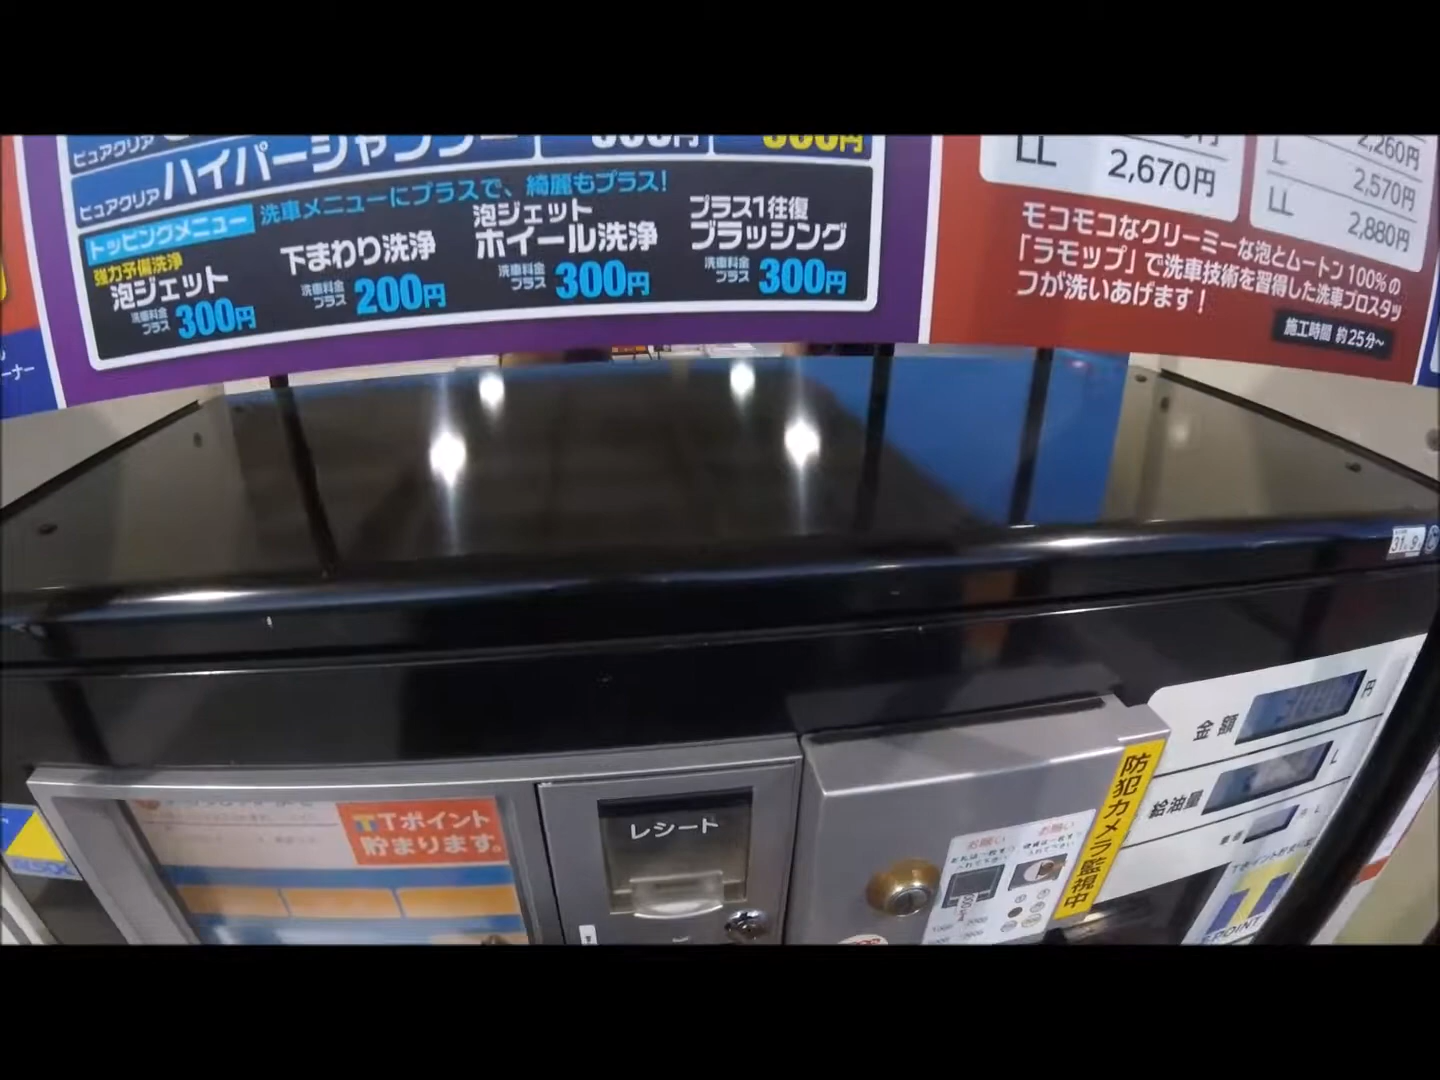 ピュアクリア
ピュアクリア ハイパーシャンプー
トッピングメニュー 洗車メニューにプラスで、綺麗もプラス!
強力予備洗浄
泡ジェット
洗車料金プラス 300円
下まわり洗浄
洗車料金プラス 200円
泡ジェット
ホイール洗浄
洗車料金プラス 300円
プラス1往復
ブラッシング
洗車料金プラス 300円
LL 2,670円
2,260円
L 2,570円
LL 2,880円
モコモコなクリーミーな泡とムートン100%の
「ラモップ」で洗車技術を習得した洗車プロスタッ
フが洗いあげます!
施工時間 約25分~
ーナー
31. 9
Tポイント
貯まります。
レシート
お願い
お願い
防犯カメラ監視中
金額 円
給油量 L
T POINT